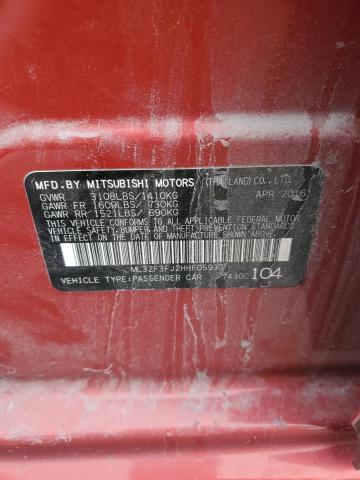 MFD. BY MITSUBISHI MOTORS (THAILAND) CO., LTD.
GVWR 3108LBS/1410KG APR 2016
GAWR FR 1609LBS/ 730KG
GAWR RR 1521LBS/ 690KG
THIS VEHICLE CONFORMS TO ALL
APPLICABLE FEDERAL MOTOR VEHICLE
SAFETY, BUMPER, AND THEFT PREVENTION
STANDARDS IN EFFECT ON THE DATE OF
MANUFACTURE SHOWN ABOVE.
ML32F3FJ2HHF05930
VEHICLE TYPE:PASSENGER CAR 104